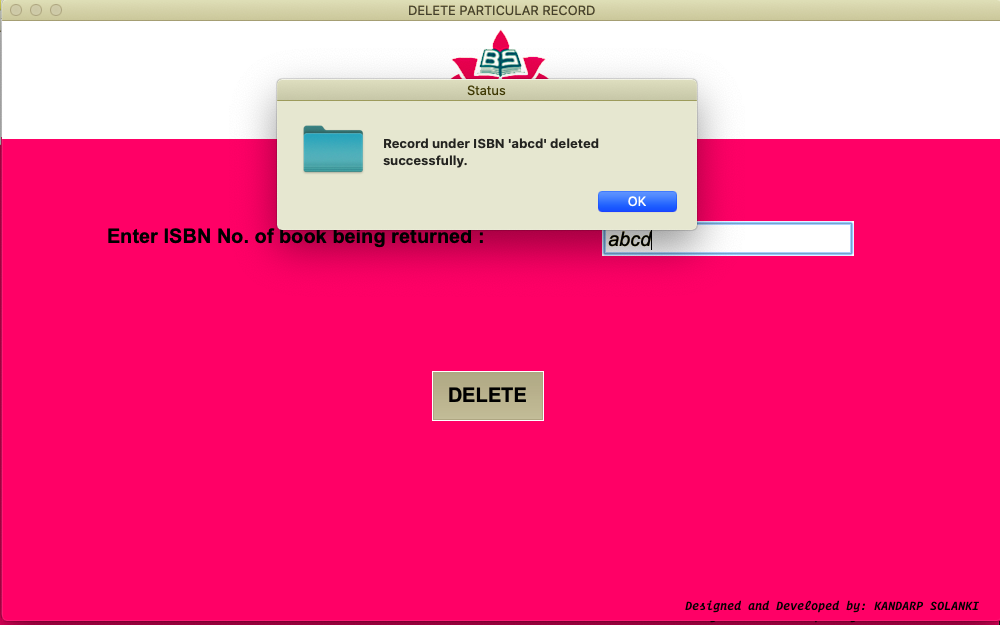 DELETE PARTICULAR RECORD
BS
Status
Record under ISBN 'abcd' deleted
successfully.
OK
Enter ISBN No. of book being returned :
abcd
DELETE
Designed and Developed by: KANDARP SOLANKI